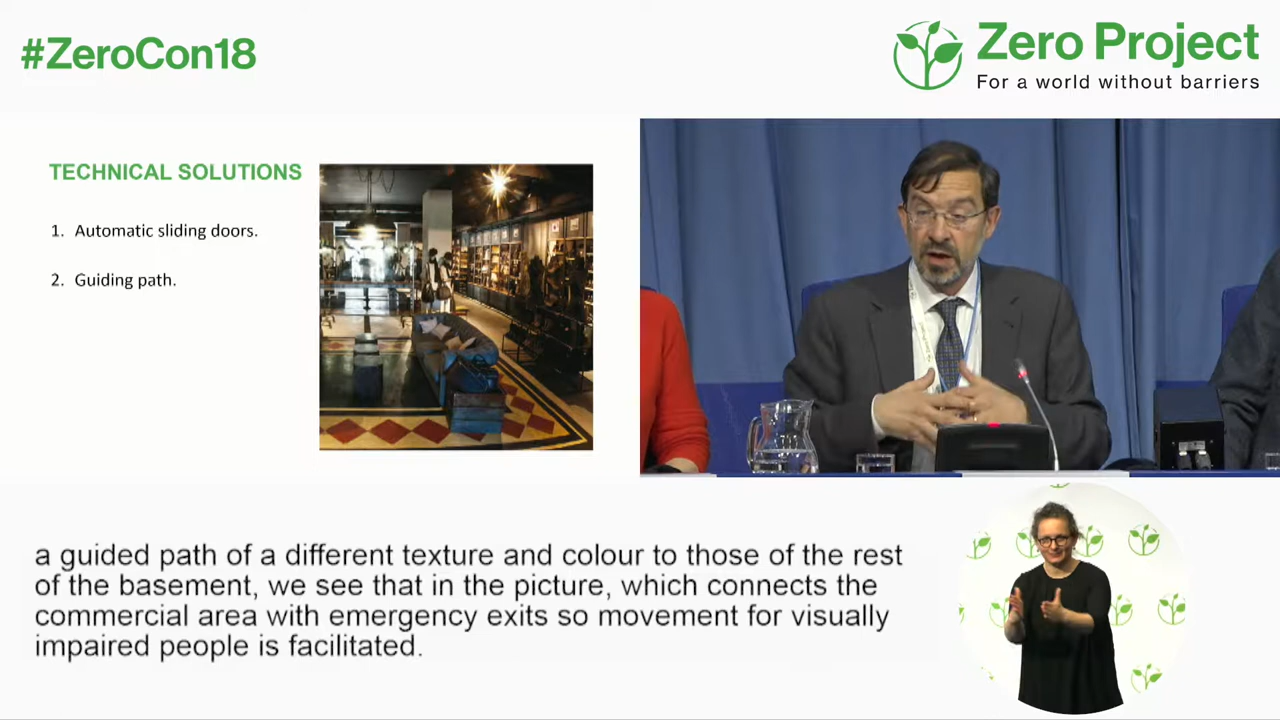 #ZeroCon18
Zero Project
For a world without barriers
TECHNICAL SOLUTIONS
1. Automatic sliding doors.
2. Guiding path.
a guided path of a different texture and colour to those of the rest
of the basement, we see that in the picture, which connects the
commercial area with emergency exits so movement for visually
impaired people is facilitated.